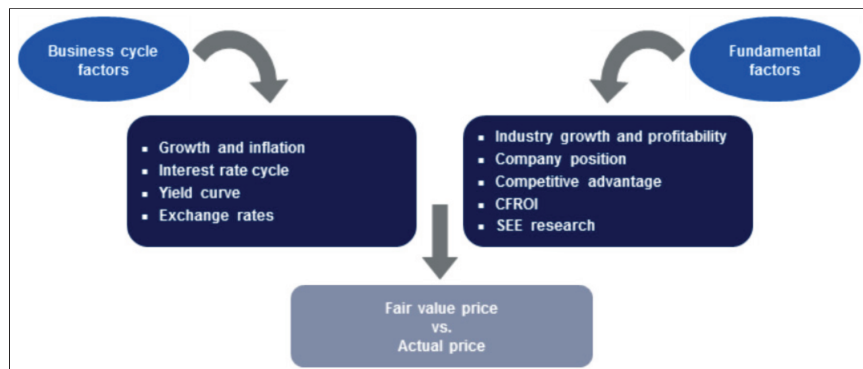 Business cycle
factors
Fundamental
factors
▪ Growth and inflation
▪ Interest rate cycle
▪ Yield curve
▪ Exchange rates
▪ Industry growth and profitability
▪ Company position
▪ Competitive advantage
▪ CFROI
▪ SEE research
Fair value price
vs.
Actual price